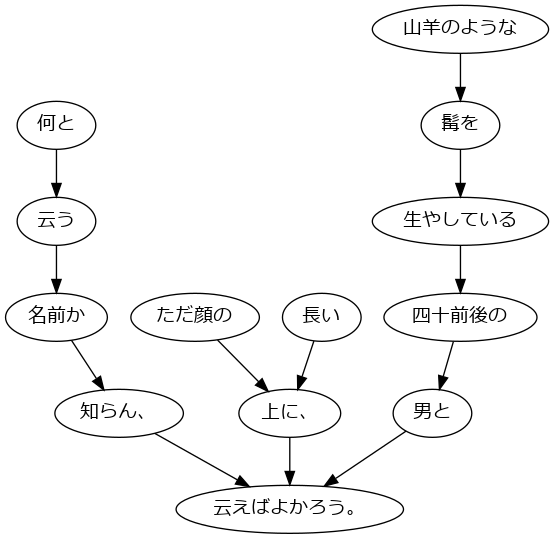 山羊のような
何と
髯を
云う
生やしている
名前か
ただ顔の
長い
四十前後の
知らん、
上に、
男と
云えばよかろう。